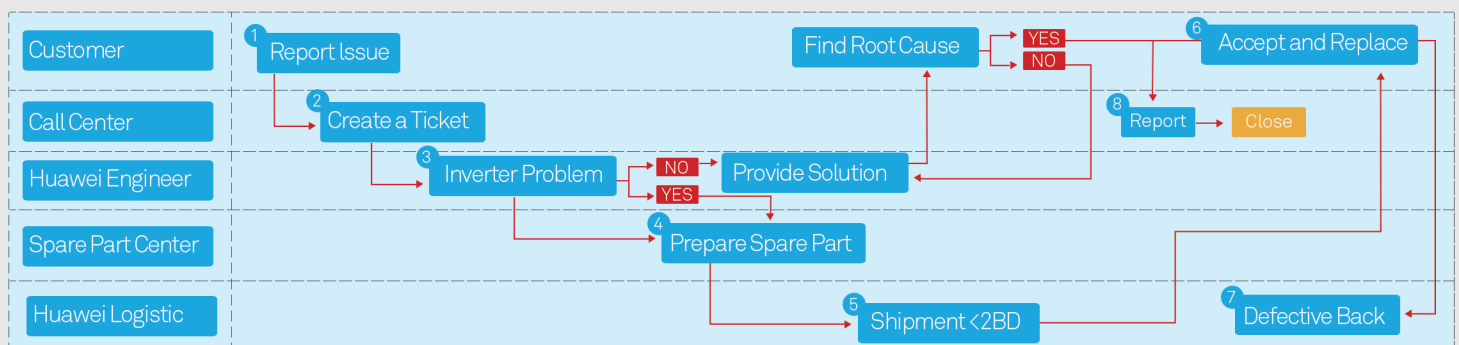 Customer
1
Report Issue
Find Root Cause
YES
NO
6
Accept and Replace
Call Center
2
Create a Ticket
8
Report
Close
Huawei Engineer
3
Inverter Problem
NO
YES
Provide Solution
Spare Part Center
4
Prepare Spare Part
Huawei Logistic
5
Shipment <2BD
7
Defective Back